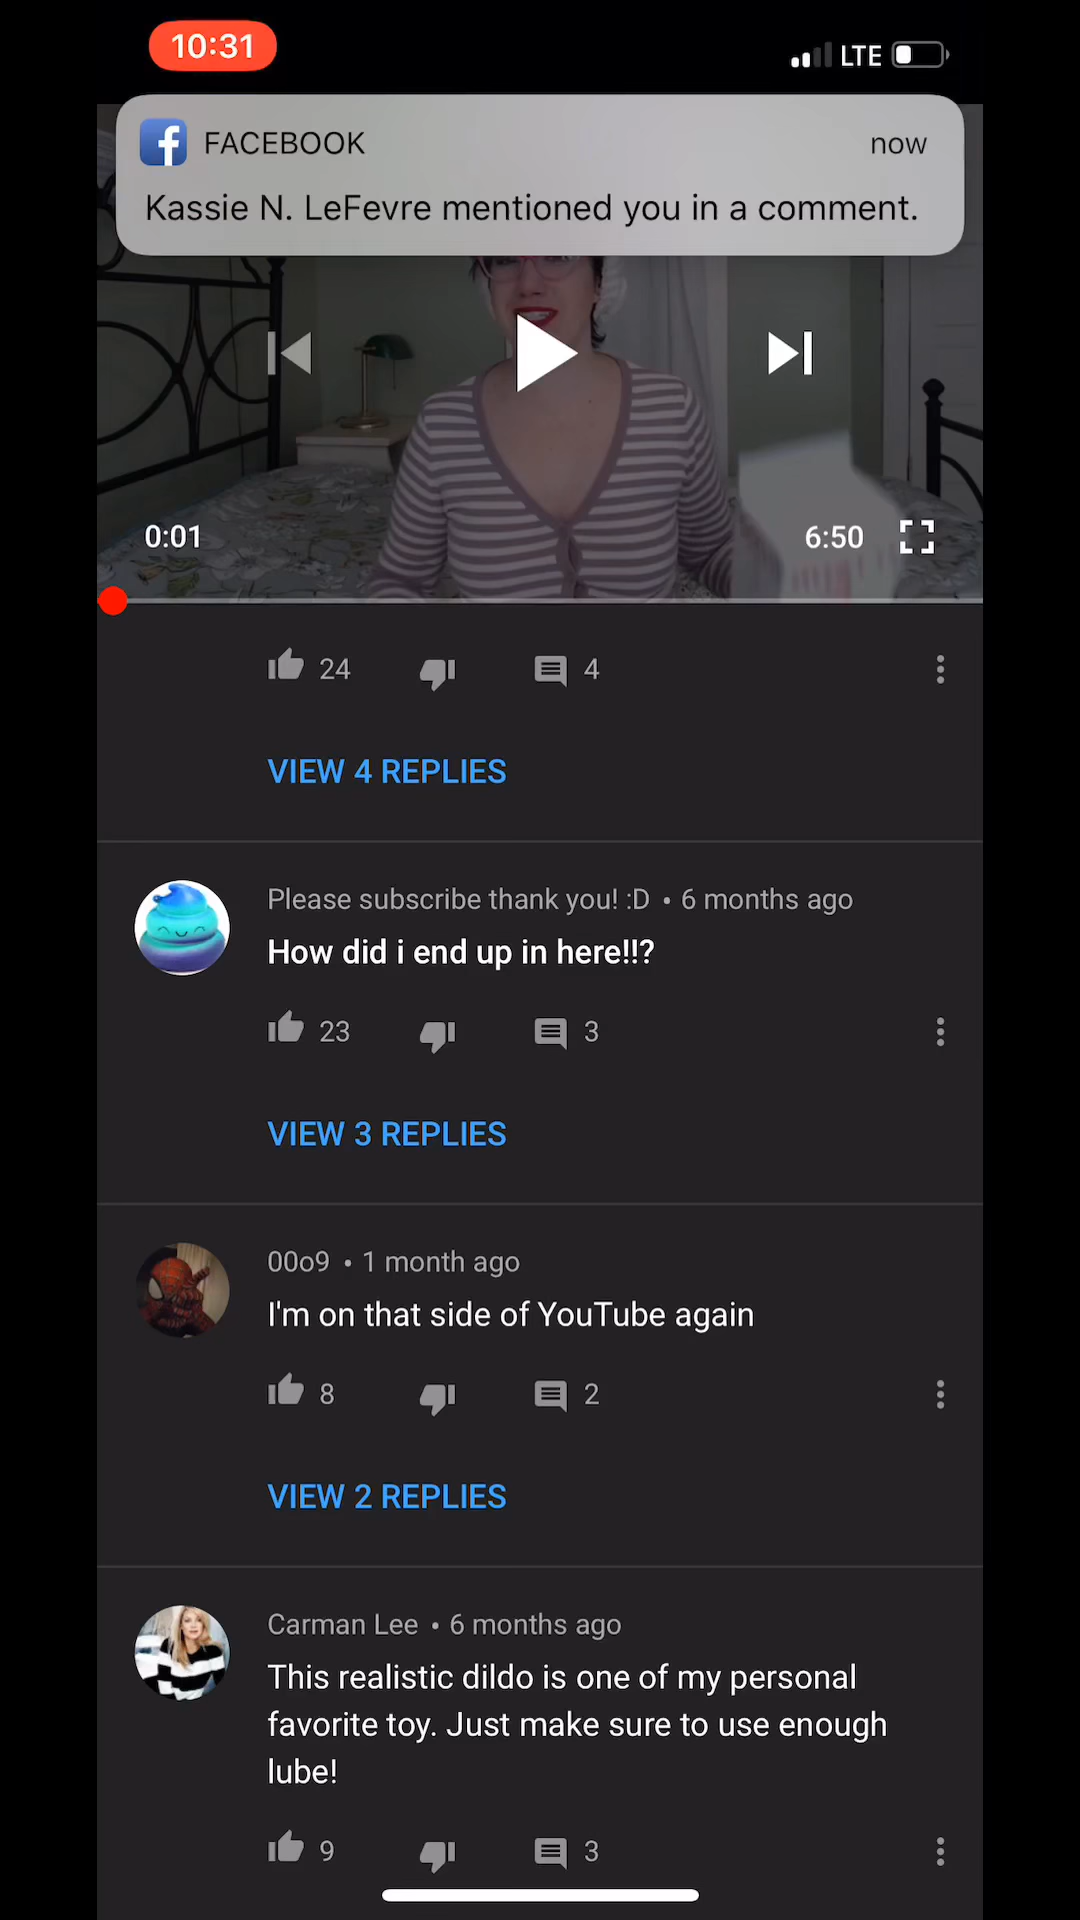 10:31
LTE
FACEBOOK
now
Kassie N. LeFevre mentioned you in a comment.
0:01
6:50
24
4
VIEW 4 REPLIES
Please subscribe thank you! :D • 6 months ago
How did i end up in here!!?
23
3
VIEW 3 REPLIES
00o9 • 1 month ago
I'm on that side of YouTube again
8
2
VIEW 2 REPLIES
Carman Lee • 6 months ago
This realistic dildo is one of my personal
favorite toy. Just make sure to use enough
lube!
9
3